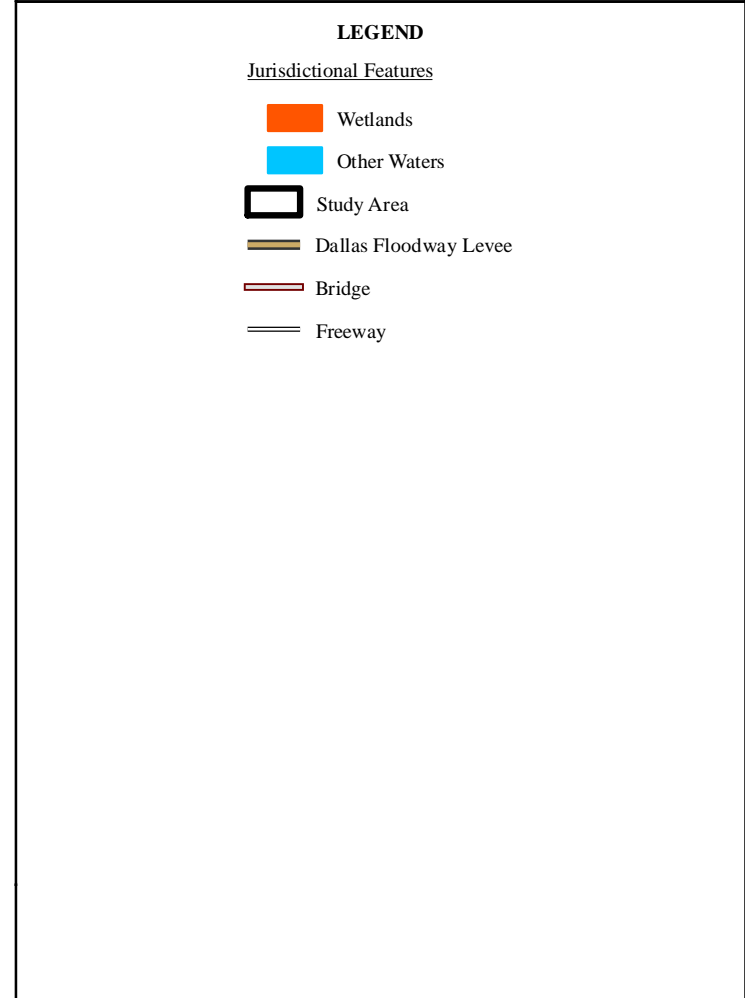 LEGEND
Jurisdictional Features
Wetlands
Other Waters
Study Area
Dallas Floodway Levee
Bridge
Freeway